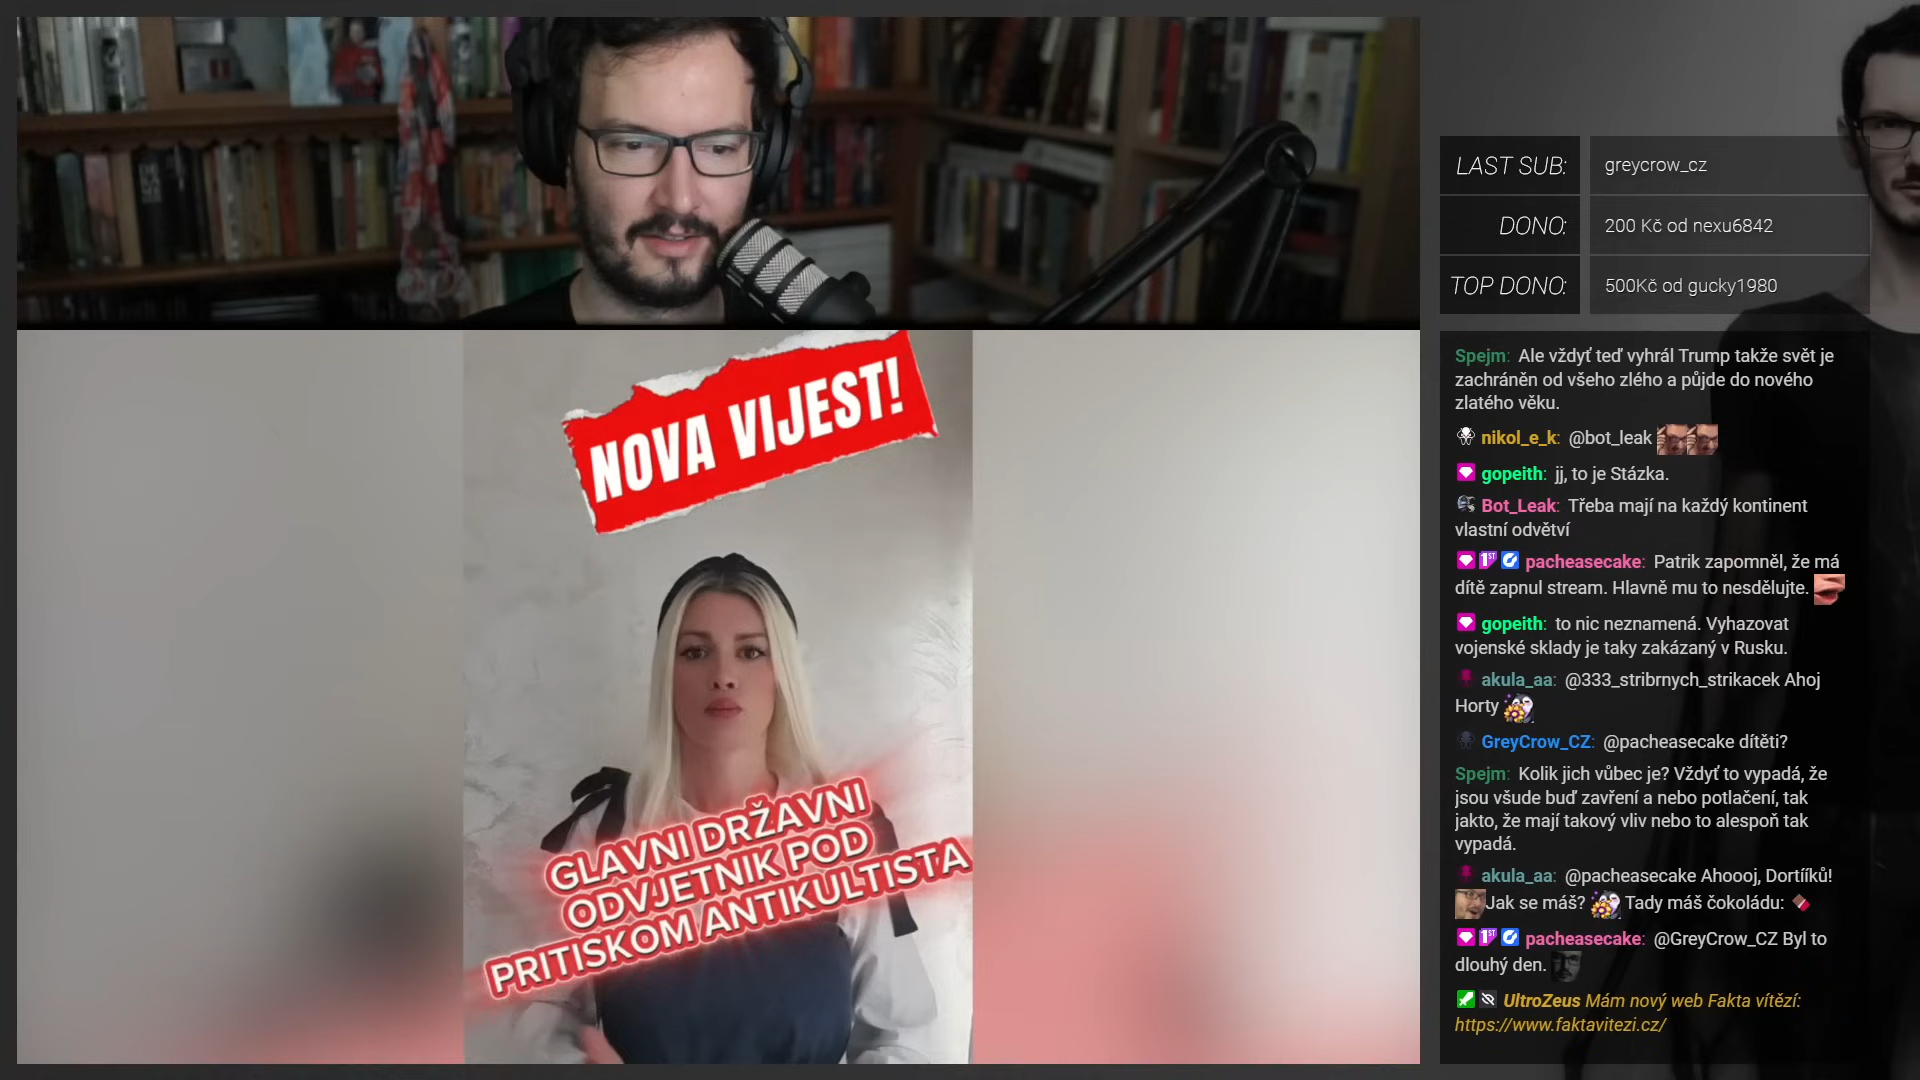 NOVA VIJEST!
GLAVNI DRŽAVNI
ODVJETNIK POD
PRITISKOM ANTIKULTISTA
LAST SUB:
greycrow_cz
DONO:
200 Kč od nexu6842
TOP DONO:
500Kč od gucky1980
Spejm: Ale vždyť teď vyhrál Trump takže svět je
zachráněn od všeho zlého a půjde do nového
zlatého věku.
nikol_e_k: @bot_leak
gopeith: jj, to je Stázka.
Bot_Leak: Třeba mají na každý kontinent
vlastní odvětví
1ST pacheasecake: Patrik zapomněl, že má
dítě zapnul stream. Hlavně mu to nesdělujte.
gopeith: to nic neznamená. Vyhazovat
vojenské sklady je taky zakázaný v Rusku.
akula_aa: @333_stribrnych_strikacek Ahoj
Horty
GreyCrow_CZ: @pacheasecake dítěti?
Spejm: Kolik jich vůbec je? Vždyť to vypadá, že
jsou všude buď zavření a nebo potlačení, tak
jakto, že mají takový vliv nebo to alespoň tak
vypadá.
akula_aa: @pacheasecake Ahoooj, Dortííků!
Jak se máš? Tady máš čokoládu:
1ST pacheasecake: @GreyCrow_CZ Byl to
dlouhý den.
UltroZeus Mám nový web Fakta vítězí:
https://www.faktavitezi.cz/